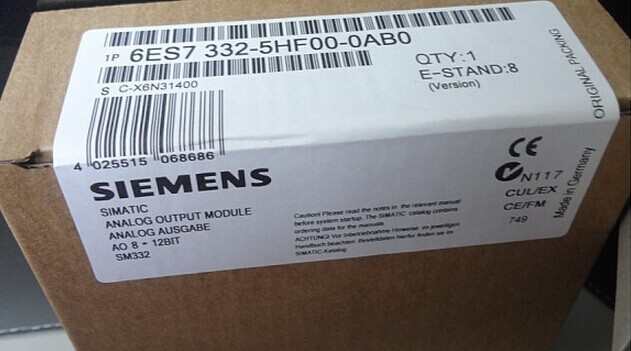 1P 6ES7 332-5HF00-0AB0
S C-X6N31400
QTY:1
E-STAND:8
(Version)
ORIGINAL PACKING
4 025515 068686
SIEMENS
SIMATIC
ANALOG OUTPUT MODULE
ANALOG AUSGABE
AO 8 - 12BIT
SM332
Caution! Please read the notes in the relevant manual
before system startup. The SIMATIC catalog contains
ordering data for the manuals.
ACHTUNG! Vor Inbetriebnahme Hinweise im jeweiligen
Handbuch beachten. Bestelldaten hierfür finden sie im
SIMATIC-Katalog
CE
N117
CUL/EX
CE/FM
749
Made in Germany